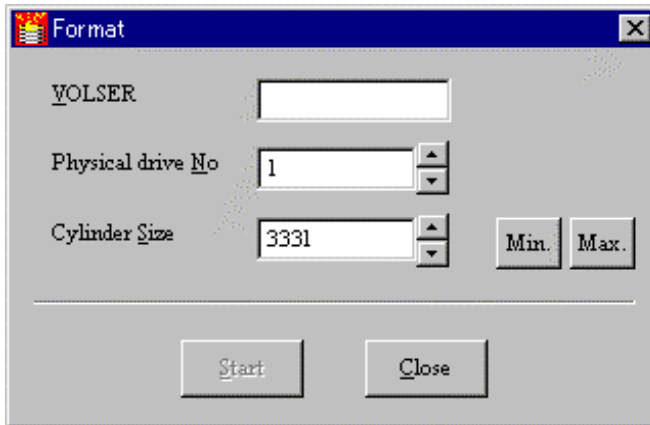 Format
VOLSER
Physical drive No 1
Cylinder Size 3331 Min. Max.
Start Close